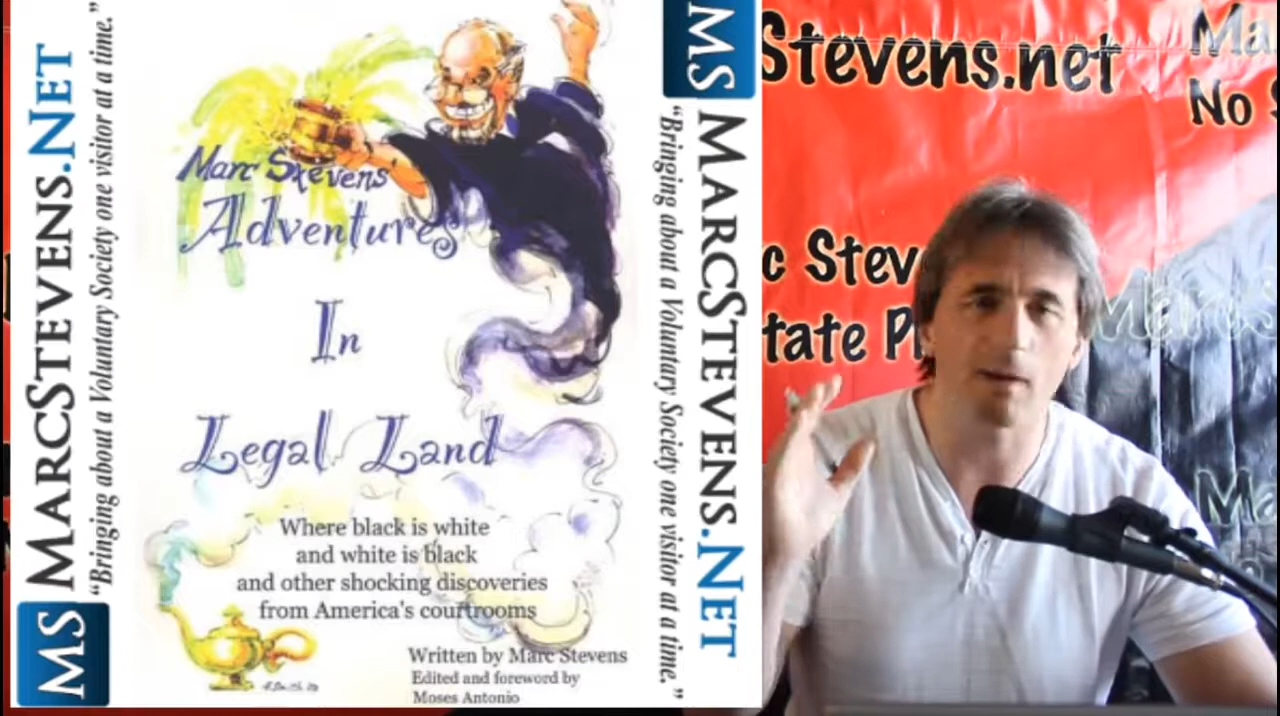 MS MARCSTEVENS.NET
"Bringing about a Voluntary Society one visitor at a time."
Marc Stevens
Adventures
In
Legal Land
Where black is white
and white is black
and other shocking discoveries
from America's courtrooms
Written by Marc Stevens
Edited and foreword by
Moses Antonio
MS MARCSTEVENS.NET
"Bringing about a Voluntary Society one visitor at a time."
Stevens.net
Ma
No S
c Stev
tate P
MarcS
Ma